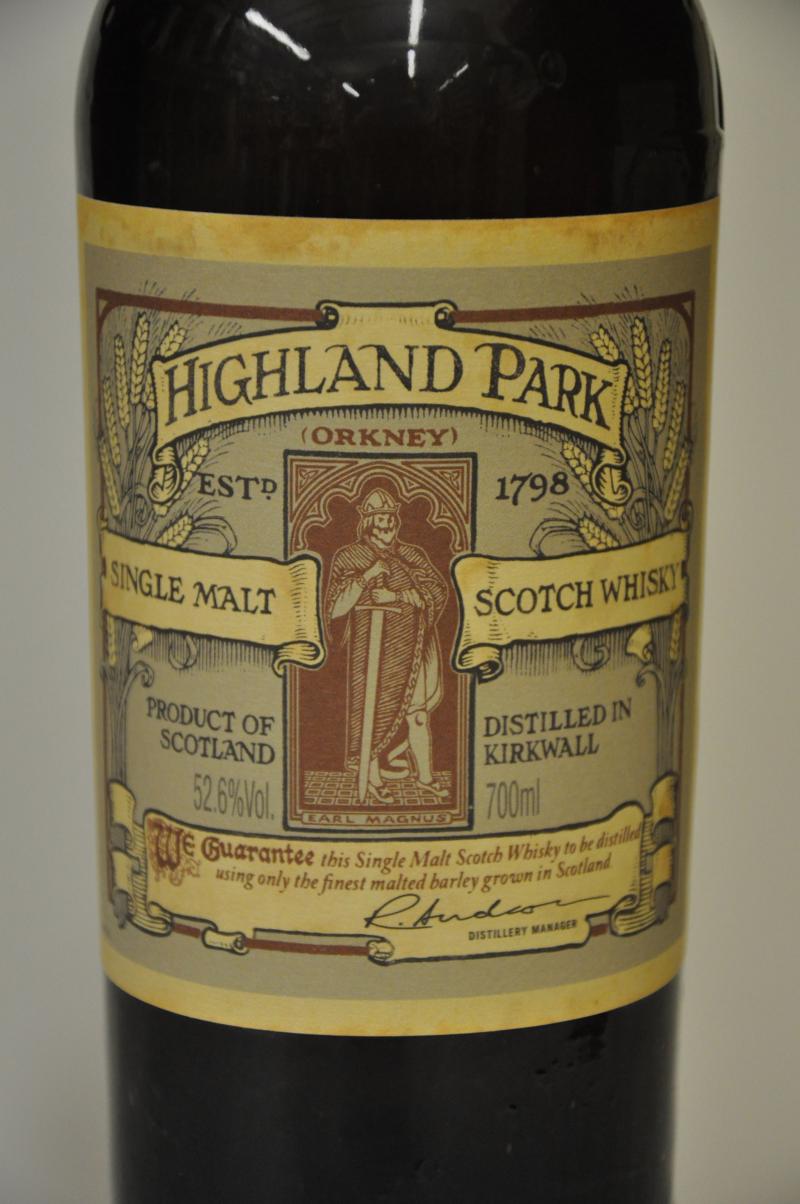 HIGHLAND PARK
(ORKNEY)
ESTD 1798
SINGLE MALT SCOTCH WHISKY
PRODUCT OF SCOTLAND
DISTILLED IN KIRKWALL
52.6%Vol. 700ml
EARL MAGNUS
WE Guarantee this Single Malt Scotch Whisky to be distilled
using only the finest malted barley grown in Scotland
R. Anderson
DISTILLERY MANAGER